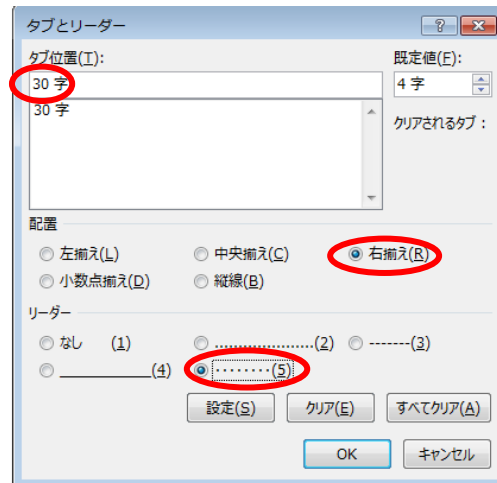 タブとリーダー
タブ位置(T): 既定値(F):
30 字 4 字
30 字
クリアされるタブ：
配置
左揃え(L) 中央揃え(C) 右揃え(R)
小数点揃え(D) 縦線(B)
リーダー
なし (1) ......................(2) -------(3)
____________(4) ········(5)
設定(S) クリア(E) すべてクリア(A)
OK キャンセル